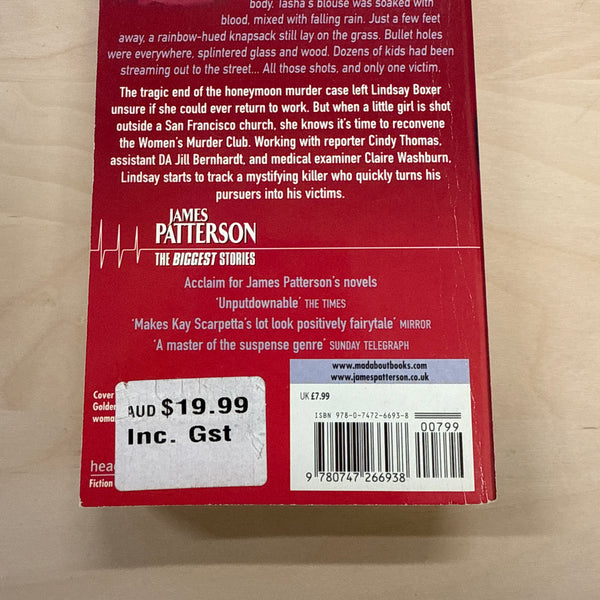 body. Tasha's blouse was soaked with
blood, mixed with falling rain. Just a few feet
away, a rainbow-hued knapsack still lay on the grass. Bullet holes
were everywhere, splintered glass and wood. Dozens of kids had been
streaming out to the street... All those shots, and only one victim.
The tragic end of the honeymoon murder case left Lindsay Boxer
unsure if she could ever return to work. But when a little girl is shot
outside a San Francisco church, she knows it's time to reconvene
the Women's Murder Club. Working with reporter Cindy Thomas,
assistant DA Jill Bernhardt, and medical examiner Claire Washburn,
Lindsay starts to track a mystifying killer who quickly turns his
pursuers into his victims.
JAMES
PATTERSON
THE BIGGEST STORIES
Acclaim for James Patterson's novels
'Unputdownable' THE TIMES
'Makes Kay Scarpetta's lot look positively fairytale' MIRROR
'A master of the suspense genre' SUNDAY TELEGRAPH
www.madaboutbooks.com
www.jamespatterson.co.uk
Cover
Golden
woma
AUD $19.99
Inc. Gst
head
Fiction
UK £7.99
ISBN 978-0-7472-6693-8
00799
9 780747 266938